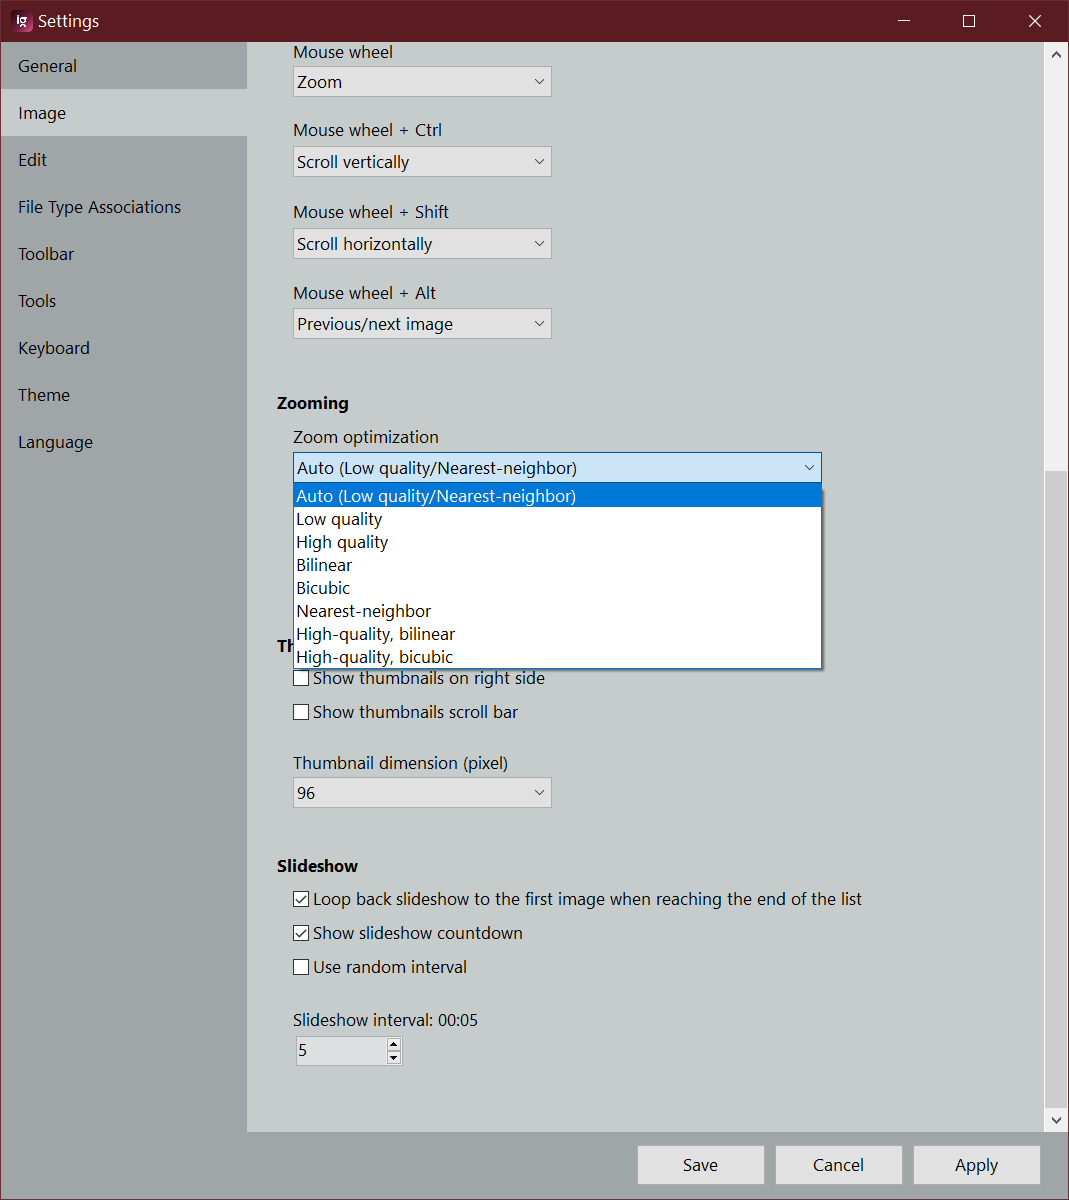 Settings
General
Image
Edit
File Type Associations
Toolbar
Tools
Keyboard
Theme
Language
Mouse wheel
Zoom
Mouse wheel + Ctrl
Scroll vertically
Mouse wheel + Shift
Scroll horizontally
Mouse wheel + Alt
Previous/next image
Zooming
Zoom optimization
Auto (Low quality/Nearest-neighbor)
Auto (Low quality/Nearest-neighbor)
Low quality
High quality
Bilinear
Bicubic
Nearest-neighbor
High-quality, bilinear
High-quality, bicubic
Show thumbnails on right side
Show thumbnails scroll bar
Thumbnail dimension (pixel)
96
Slideshow
Loop back slideshow to the first image when reaching the end of the list
Show slideshow countdown
Use random interval
Slideshow interval: 00:05
5
Save
Cancel
Apply